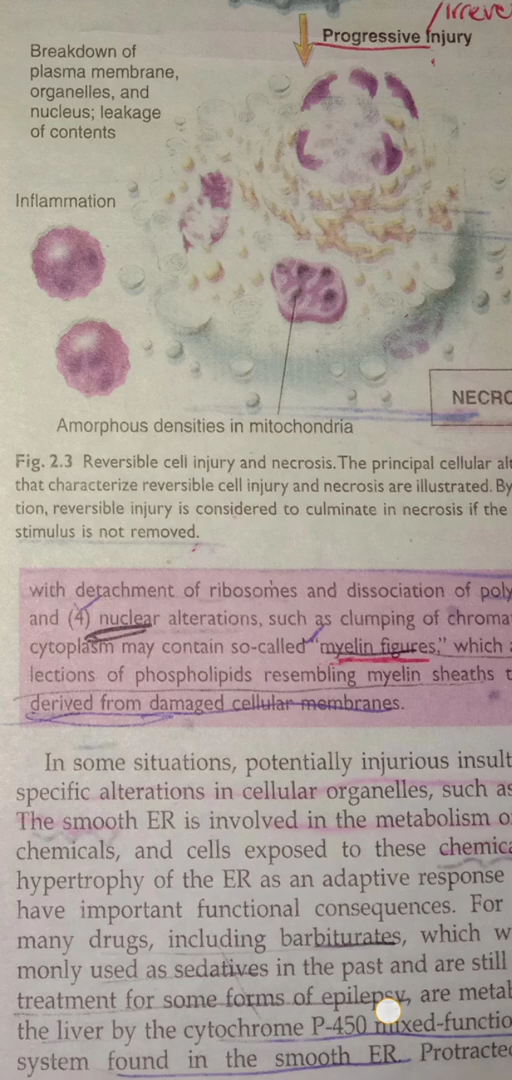 Progressive Injury
Breakdown of
plasma membrane,
organelles, and
nucleus; leakage
of contents
Inflammation
NECRO
Amorphous densities in mitochondria
Fig. 2.3 Reversible cell injury and necrosis. The principal cellular alt
that characterize reversible cell injury and necrosis are illustrated. By
tion, reversible injury is considered to culminate in necrosis if the
stimulus is not removed.
with detachment of ribosomes and dissociation of poly
and (4) nuclear alterations, such as clumping of chroma
cytoplasm may contain so-called "myelin figures," which
lections of phospholipids resembling myelin sheaths t
derived from damaged cellular membranes.
In some situations, potentially injurious insult
specific alterations in cellular organelles, such as
The smooth ER is involved in the metabolism o
chemicals, and cells exposed to these chemica
hypertrophy of the ER as an adaptive response
have important functional consequences. For
many drugs, including barbiturates, which w
monly used as sedatives in the past and are still
treatment for some forms of epilepsy, are metab
the liver by the cytochrome P-450 mixed-functio
system found in the smooth ER. Protracted